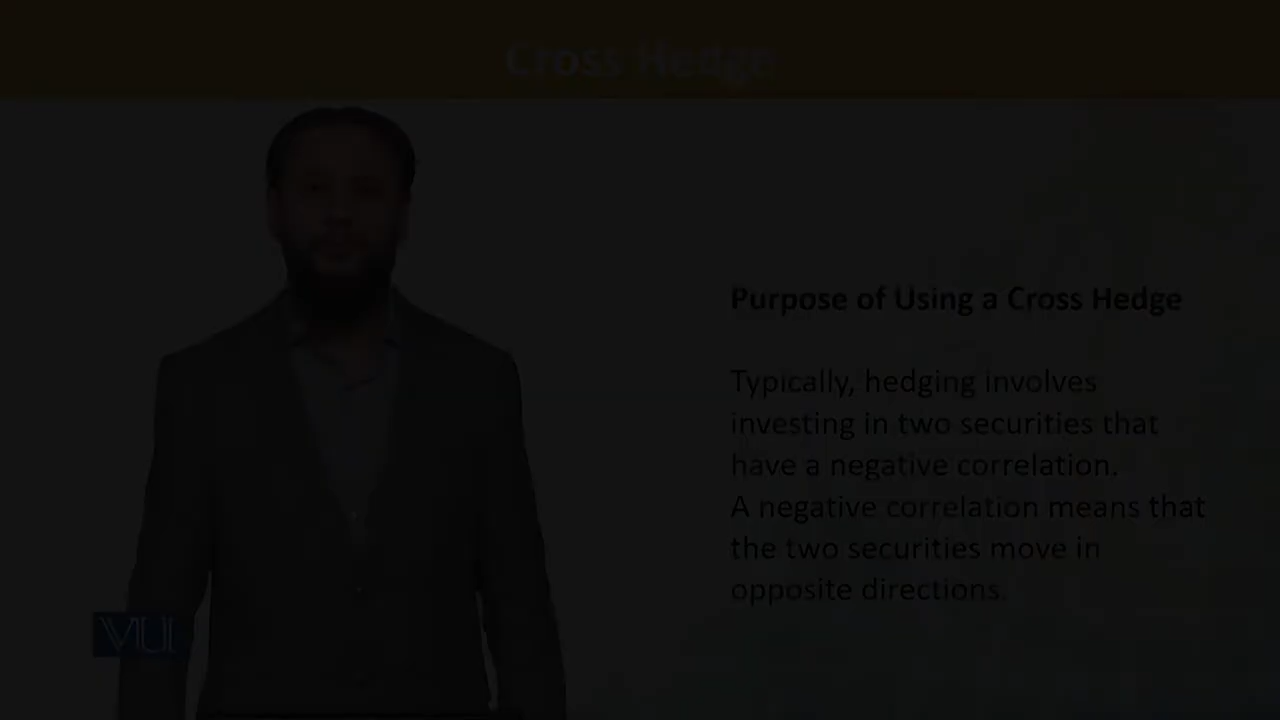 Cross Hedge
Purpose of Using a Cross Hedge
Typically, hedging involves
investing in two securities that
have a negative correlation.
A negative correlation means that
the two securities move in
opposite directions.
VU